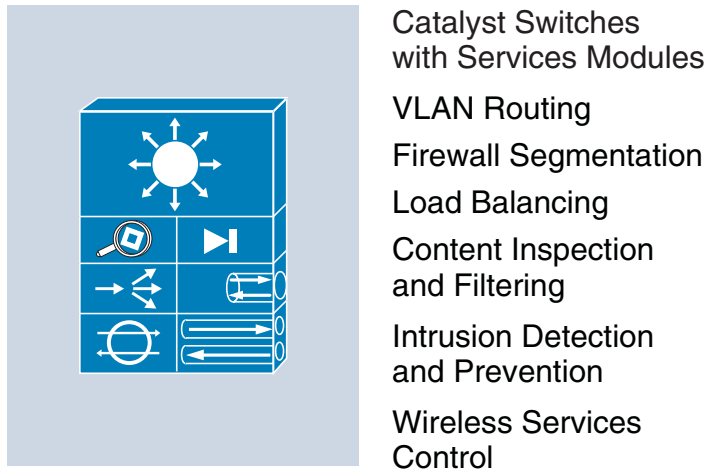 Catalyst Switches
with Services Modules
VLAN Routing
Firewall Segmentation
Load Balancing
Content Inspection
and Filtering
Intrusion Detection
and Prevention
Wireless Services
Control